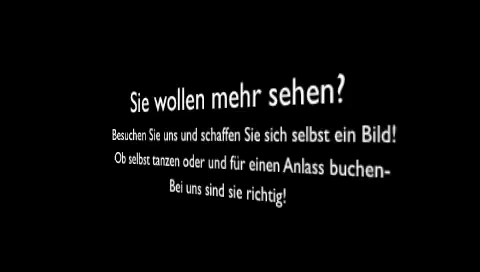 Sie wollen mehr sehen?
Besuchen Sie uns und schaffen Sie sich selbst ein Bild!
Ob selbst tanzen oder und für einen Anlass buchen-
Bei uns sind sie richtig!